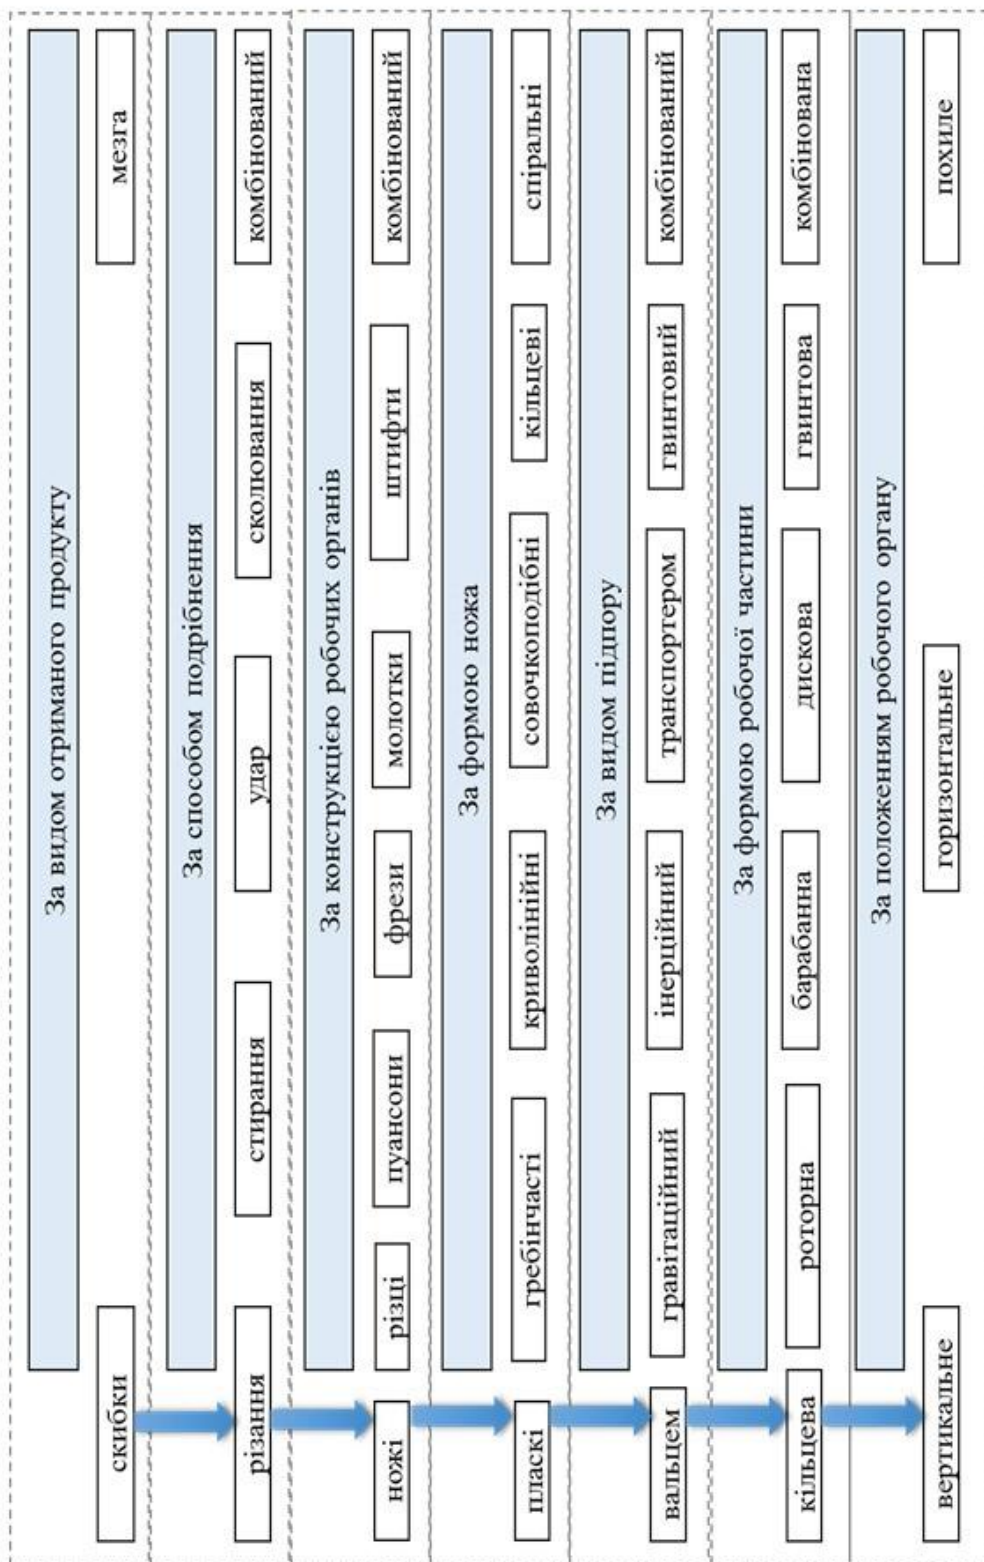 За видом отриманого продукту
скибки
мезга
За способом подрібнення
різання
стирання
удар
сколювання
комбінований
За конструкцією робочих органів
ножі
різці
пуансони
фрези
молотки
штифти
комбінований
За формою ножа
пласкі
гребінчасті
криволінійні
совочкоподібні
кільцеві
спіральні
За видом підпору
вальцем
гравітаційний
інерційний
транспортером
гвинтовий
комбінований
За формою робочої частини
кільцева
роторна
барабанна
дискова
гвинтова
комбінована
За положенням робочого органу
вертикальне
горизонтальне
похиле